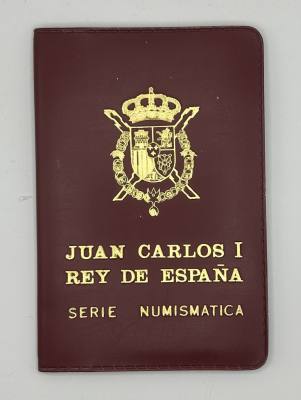 JUAN CARLOS I
REY DE ESPAÑA
SERIE NUMISMATICA